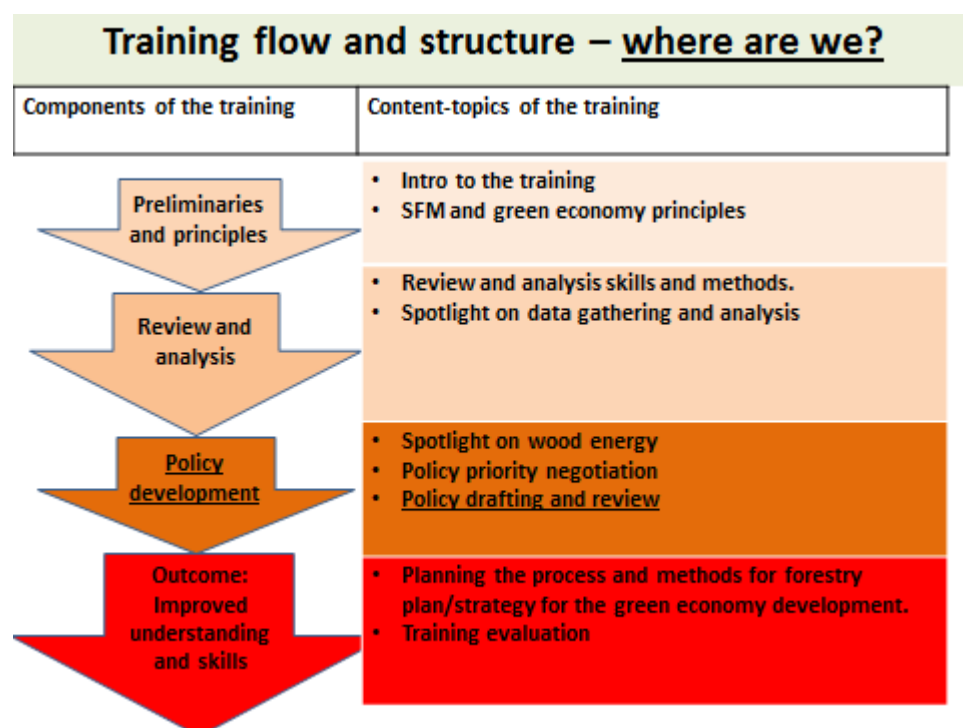 Training flow and structure – where are we?
Components of the training
Content-topics of the training
Preliminaries
and principles
• Intro to the training
• SFM and green economy principles
Review and
analysis
• Review and analysis skills and methods.
• Spotlight on data gathering and analysis
Policy
development
• Spotlight on wood energy
• Policy priority negotiation
• Policy drafting and review
Outcome:
Improved
understanding
and skills
• Planning the process and methods for forestry
plan/strategy for the green economy development.
• Training evaluation